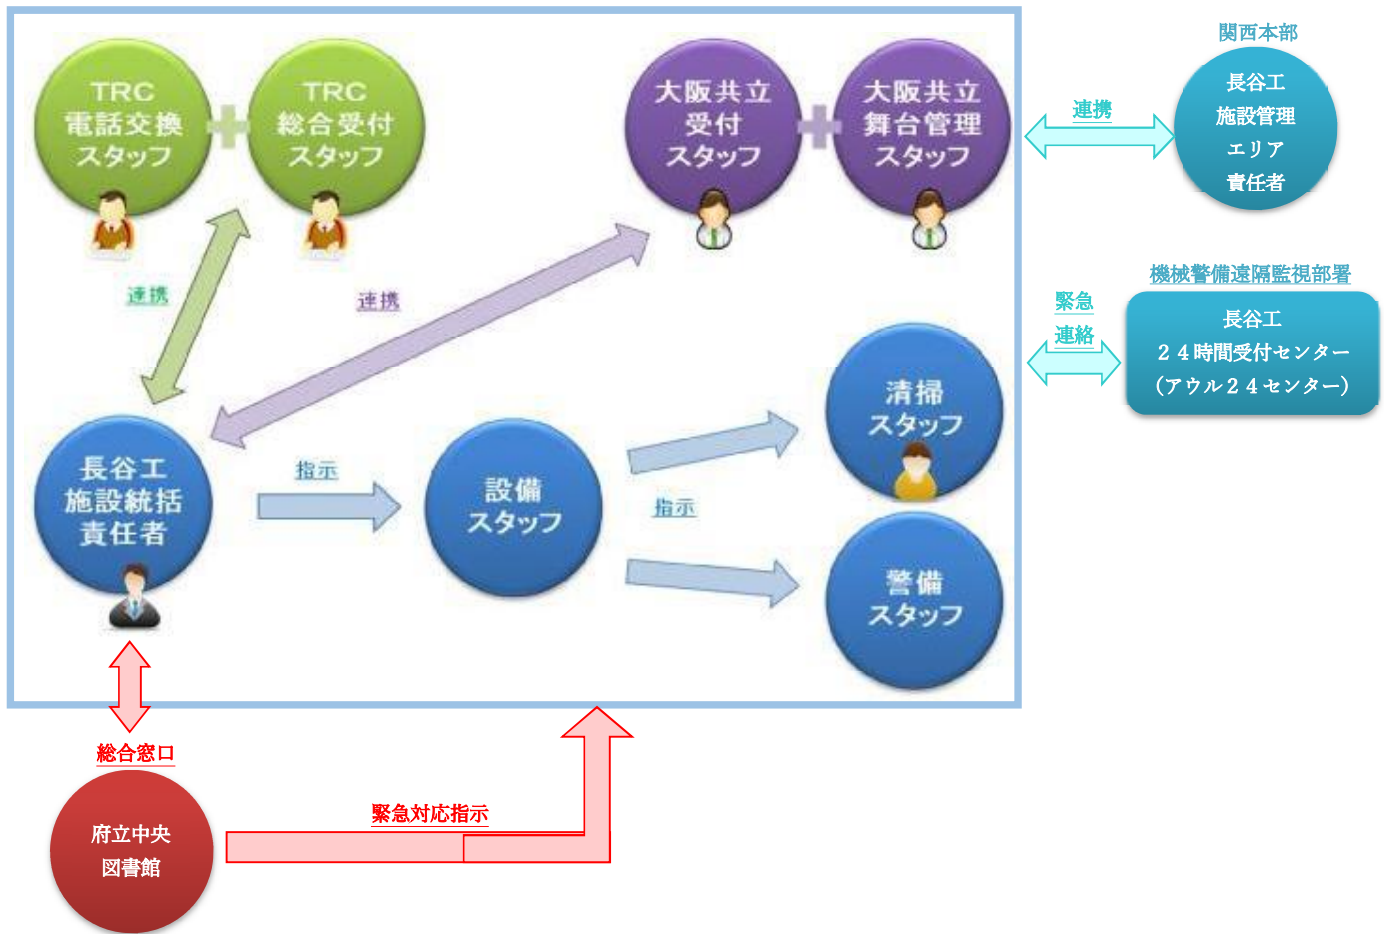 関西本部
TRC
電話交換
スタッフ
TRC
総合受付
スタッフ
大阪共立
受付
スタッフ
大阪共立
舞台管理
スタッフ
連携
長谷工
施設管理
エリア
責任者
連携
連携
機械警備遠隔監視部署
緊急
連絡
長谷工
２４時間受付センター
（アウル２４センター）
長谷工
施設統括
責任者
指示
設備
スタッフ
指示
清掃
スタッフ
警備
スタッフ
総合窓口
府立中央
図書館
緊急対応指示